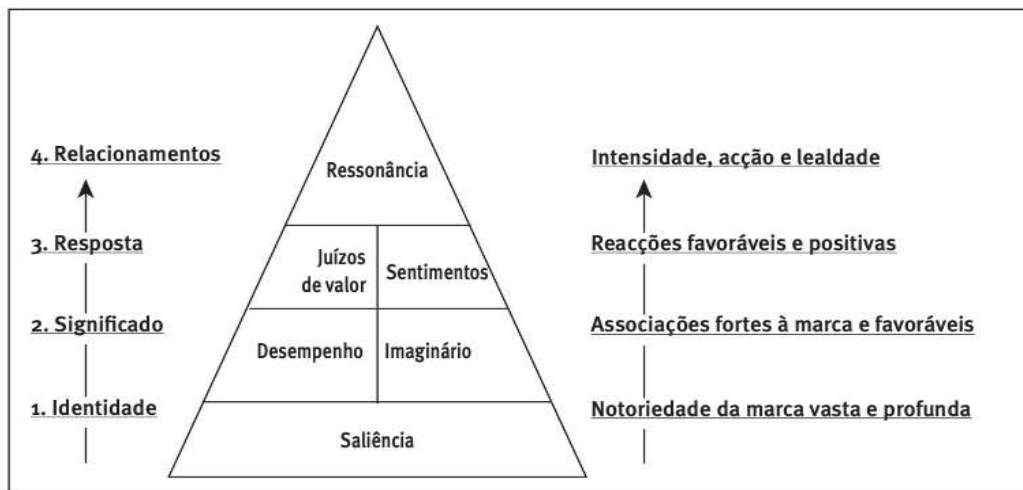 4. Relacionamentos
Ressonância
Intensidade, acção e lealdade
3. Resposta
Juízos
de valor
Sentimentos
Reacções favoráveis e positivas
2. Significado
Desempenho
Imaginário
Associações fortes à marca e favoráveis
1. Identidade
Saliência
Notoriedade da marca vasta e profunda